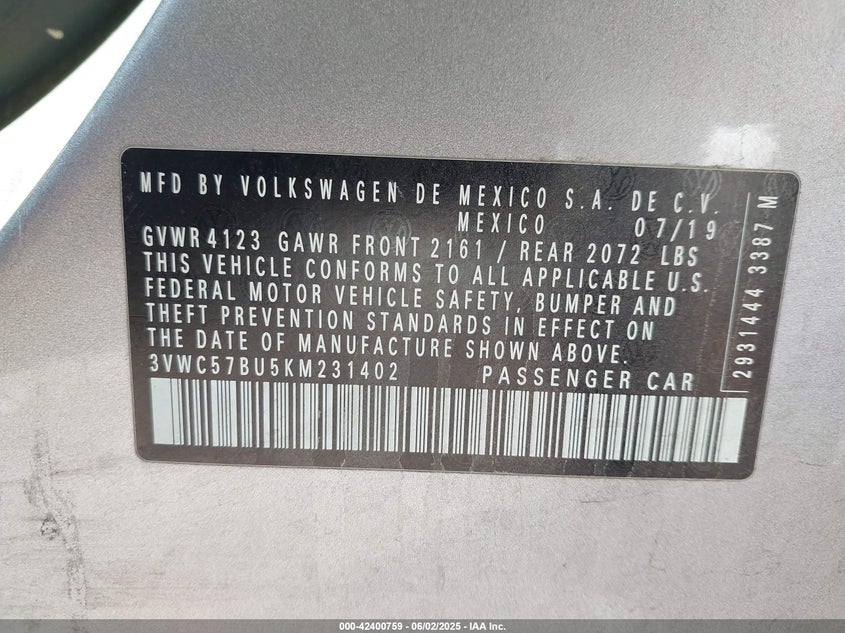 MFD BY VOLKSWAGEN DE MEXICO S.A. DE C.V.
MEXICO 07/19
GVWR 4123 GAWR FRONT 2161 / REAR 2072 LBS
THIS VEHICLE CONFORMS TO ALL APPLICABLE U.S.
FEDERAL MOTOR VEHICLE SAFETY, BUMPER AND
THEFT PREVENTION STANDARDS IN EFFECT ON
THE DATE OF MANUFACTURE SHOWN ABOVE.
3VWC57BU5KM231402 PASSENGER CAR
2931444 3387 M
000-42400759 - 06/02/2025 - IAA Inc.